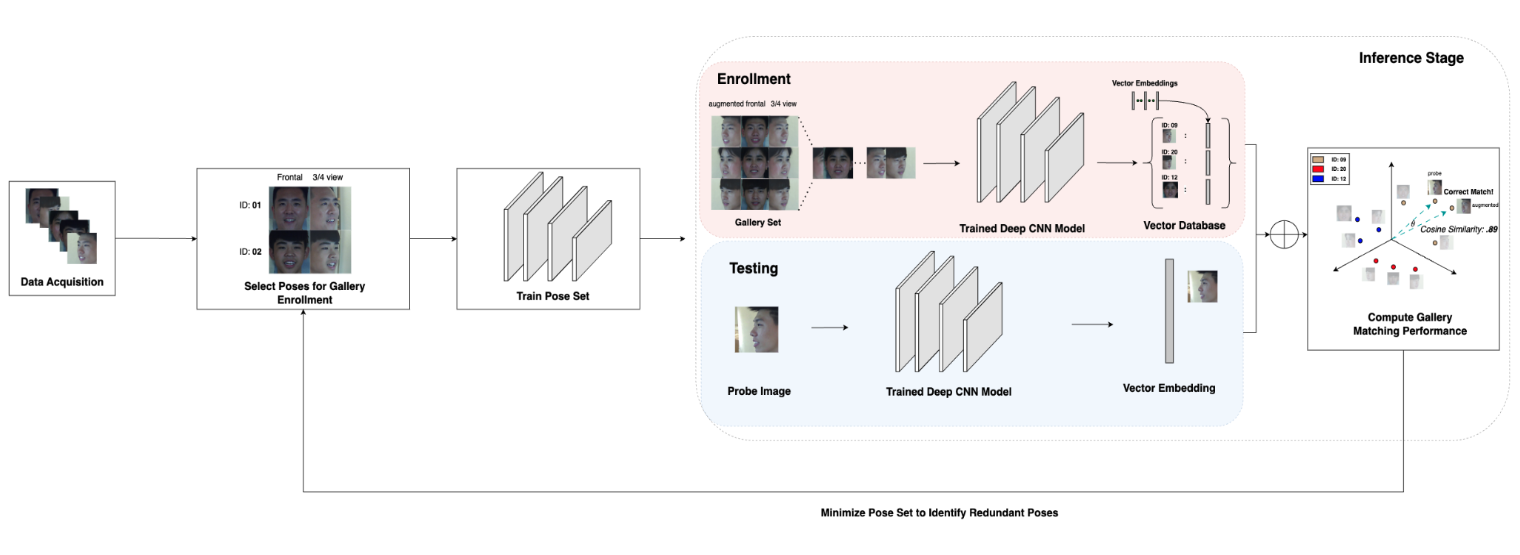 Inference Stage
Enrollment
augmented frontal 3/4 view
Gallery Set
Trained Deep CNN Model
Vector Embeddings
ID: 09
:
ID: 20
:
ID: 12
:
Vector Database
Data Acquisition
Frontal 3/4 view
ID: 01
ID: 02
Select Poses for Gallery
Enrollment
Train Pose Set
Testing
Probe Image
Trained Deep CNN Model
Vector Embedding
ID: 09
ID: 20
ID: 12
probe
Correct Match!
augmented
θ
Cosine Similarity: .89
Compute Gallery
Matching Performance
Minimize Pose Set to Identify Redundant Poses